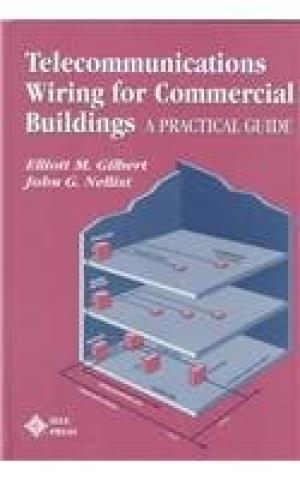 Telecommunications
Wiring for Commercial
Buildings A PRACTICAL GUIDE
Elliott M. Gilbert
John G. Nellist
IEEE
PRESS